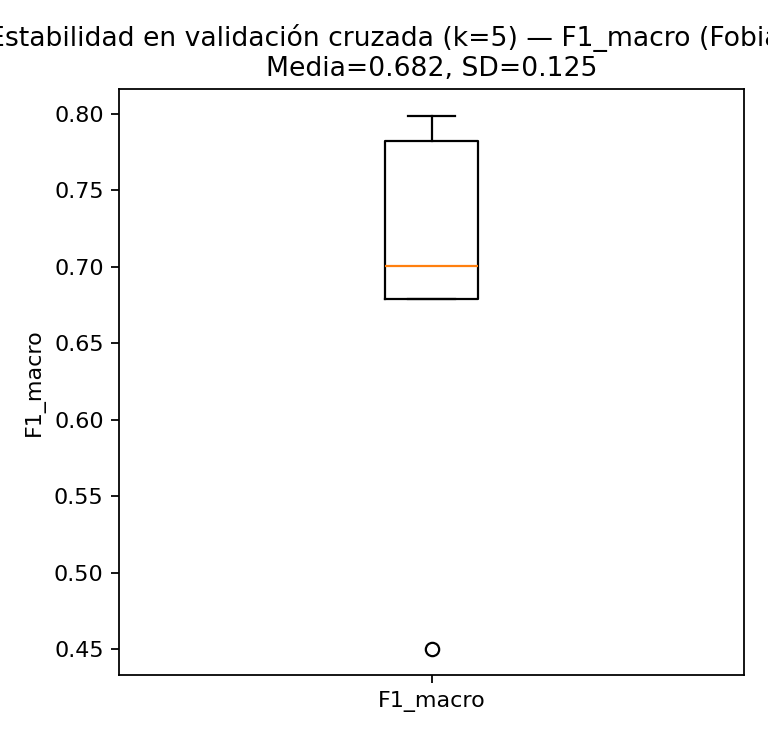 Estabilidad en validación cruzada (k=5) — F1_macro (Fobia
Media=0.682, SD=0.125
0.80
0.75
0.70
0.65
0.60
0.55
0.50
0.45
F1_macro
F1_macro